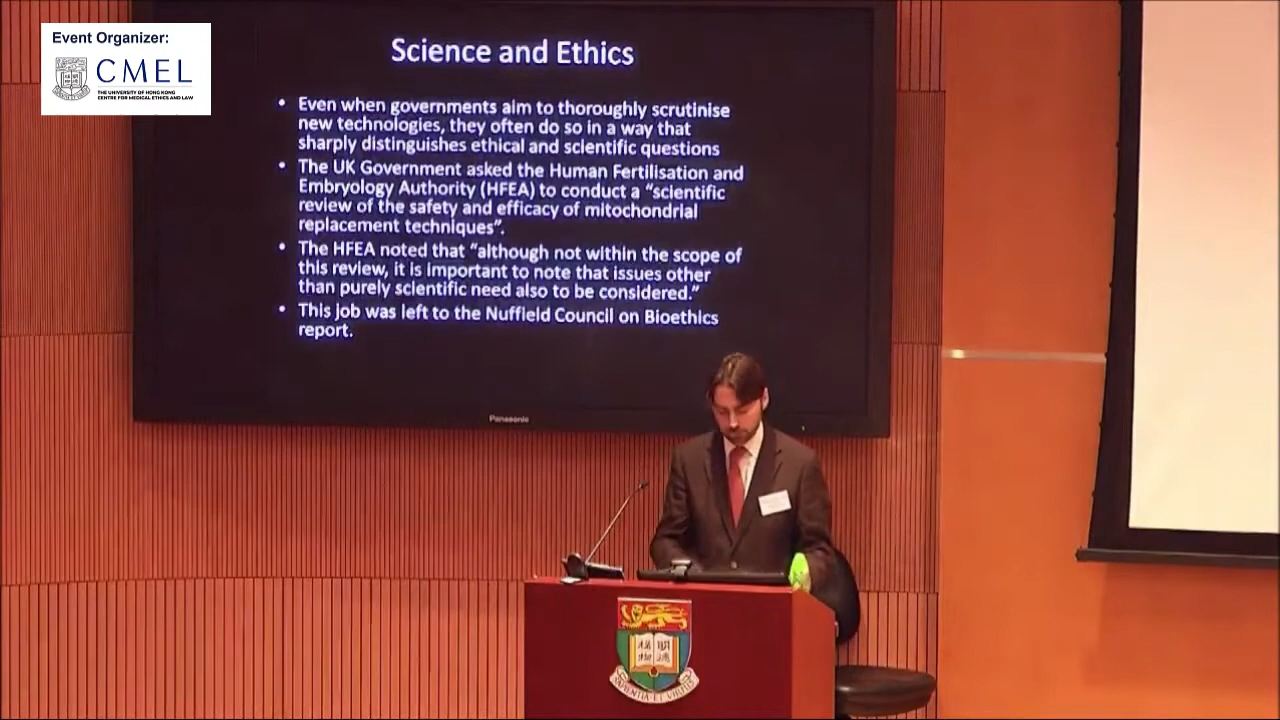 Event Organizer:
CMEL
THE UNIVERSITY OF HONG KONG
CENTRE FOR MEDICAL ETHICS AND LAW
Science and Ethics
• Even when governments aim to thoroughly scrutinise
new technologies, they often do so in a way that
sharply distinguishes ethical and scientific questions
• The UK Government asked the Human Fertilisation and
Embryology Authority (HFEA) to conduct a “scientific
review of the safety and efficacy of mitochondrial
replacement techniques”.
• The HFEA noted that “although not within the scope of
this review, it is important to note that issues other
than purely scientific need also to be considered.”
• This job was left to the Nuffield Council on Bioethics
report.
Panasonic
SAPIENTIA ET VIRTUS